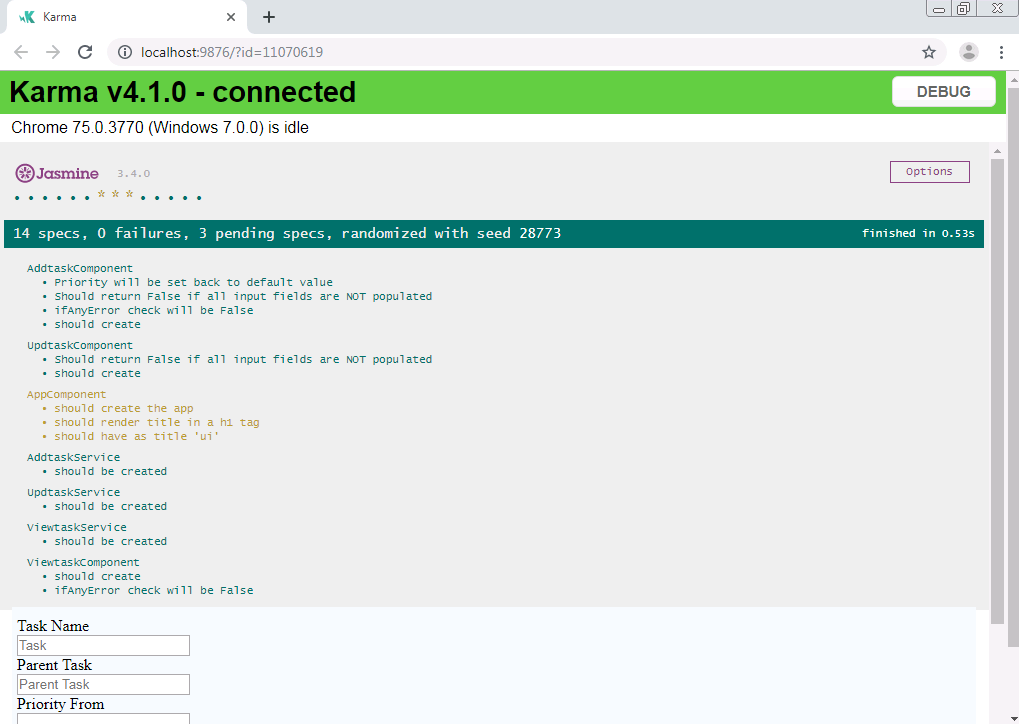 Karma
localhost:9876/?id=11070619
Karma v4.1.0 - connected
DEBUG
Chrome 75.0.3770 (Windows 7.0.0) is idle
Jasmine 3.4.0
Options
• • • • • • * * * • • • • •
14 specs, 0 failures, 3 pending specs, randomized with seed 28773
finished in 0.53s
AddtaskComponent
• Priority will be set back to default value
• Should return False if all input fields are NOT populated
• ifAnyError check will be False
• should create
UpdtaskComponent
• Should return False if all input fields are NOT populated
• should create
AppComponent
• should create the app
• should render title in a h1 tag
• should have as title 'ui'
AddtaskService
• should be created
UpdtaskService
• should be created
ViewtaskService
• should be created
ViewtaskComponent
• should create
• ifAnyError check will be False
Task Name
Task
Parent Task
Parent Task
Priority From